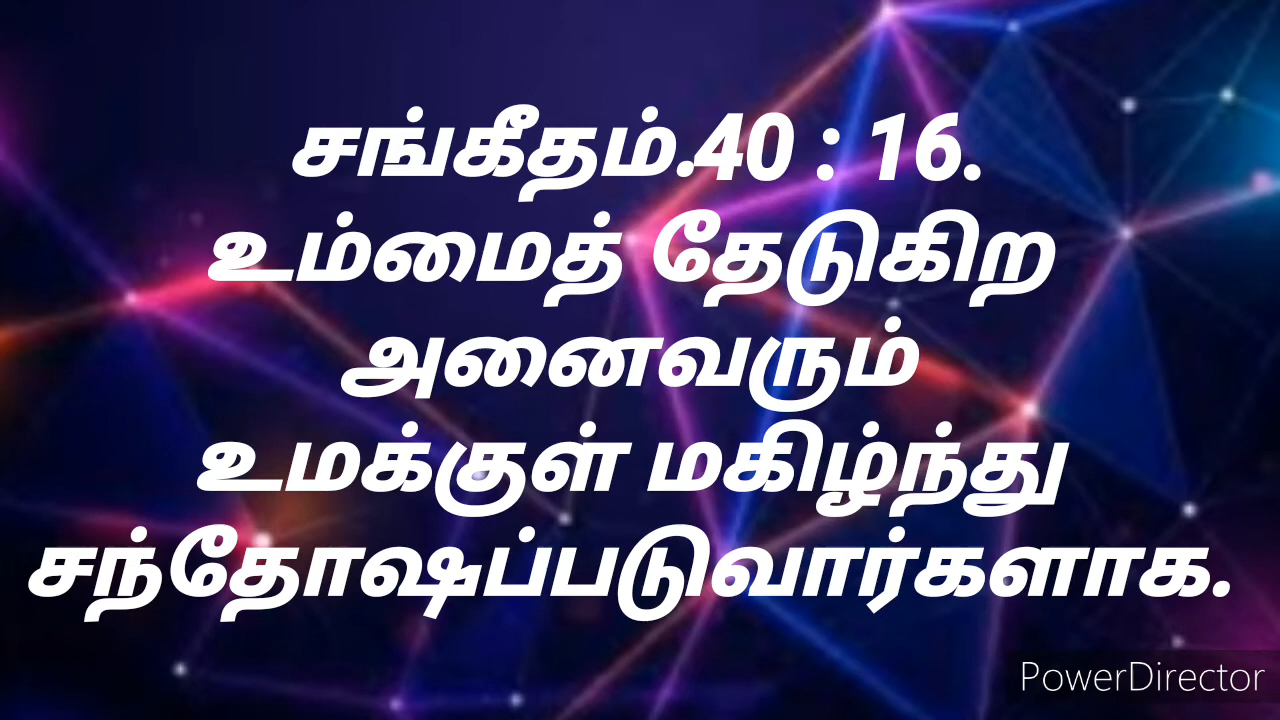 சங்கீதம்.40 : 16.
உம்மைத் தேடுகிற
அனைவரும்
உமக்குள் மகிழ்ந்து
சந்தோஷப்படுவார்களாக.
PowerDirector